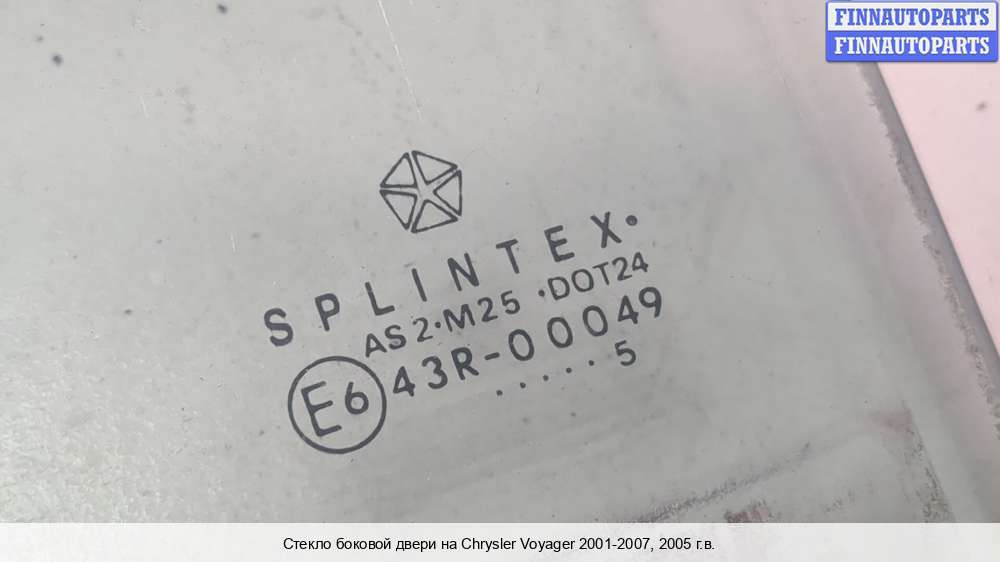 FINNAUTOPARTS
FINNAUTOPARTS
SPLINTEX.
AS2·M25 ·DOT24
E6 43R-00049
.....5
Стекло боковой двери на Chrysler Voyager 2001-2007, 2005 г.в.